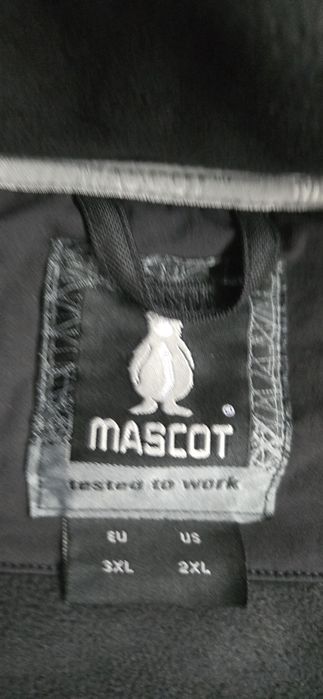 MASCOT
®
tested to work
EU US
3XL 2XL